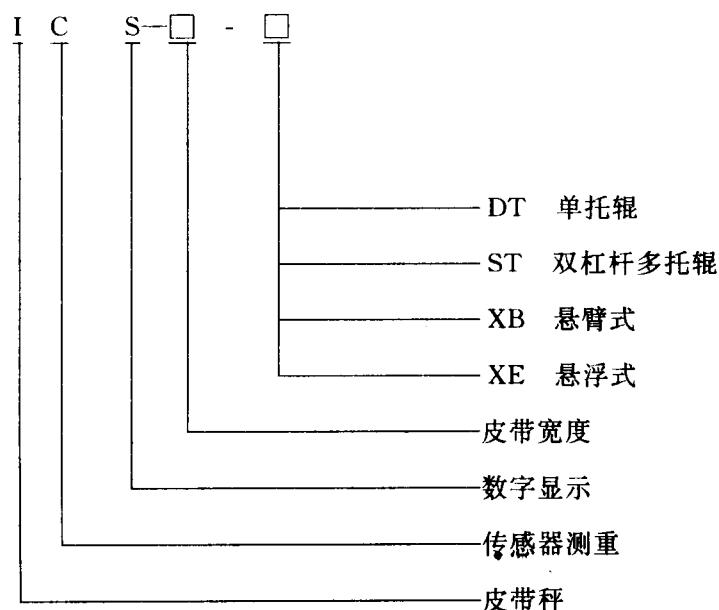 I C S—□ - □
DT 单托辊
ST 双杠杆多托辊
XB 悬臂式
XE 悬浮式
皮带宽度
数字显示
传感器测重
皮带秤